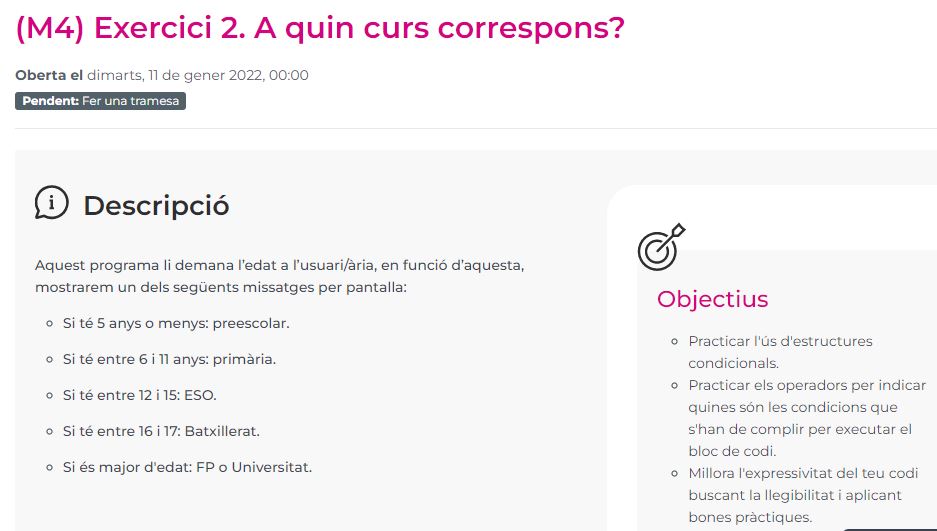 (M4) Exercici 2. A quin curs correspons?
Oberta el dimarts, 11 de gener 2022, 00:00
Pendent: Fer una tramesa
Descripció
Aquest programa li demana l'edat a l'usuari/ària, en funció d'aquesta,
mostrarem un dels següents missatges per pantalla:
Si té 5 anys o menys: preescolar.
Si té entre 6 i 11 anys: primària.
Si té entre 12 i 15: ESO.
Si té entre 16 i 17: Batxillerat.
Si és major d'edat: FP o Universitat.
Objectius
Practicar l'ús d'estructures
condicionals.
Practicar els operadors per indicar
quines són les condicions que
s'han de complir per executar el
bloc de codi.
Millora l'expressivitat del teu codi
buscant la llegibilitat i aplicant
bones pràctiques.